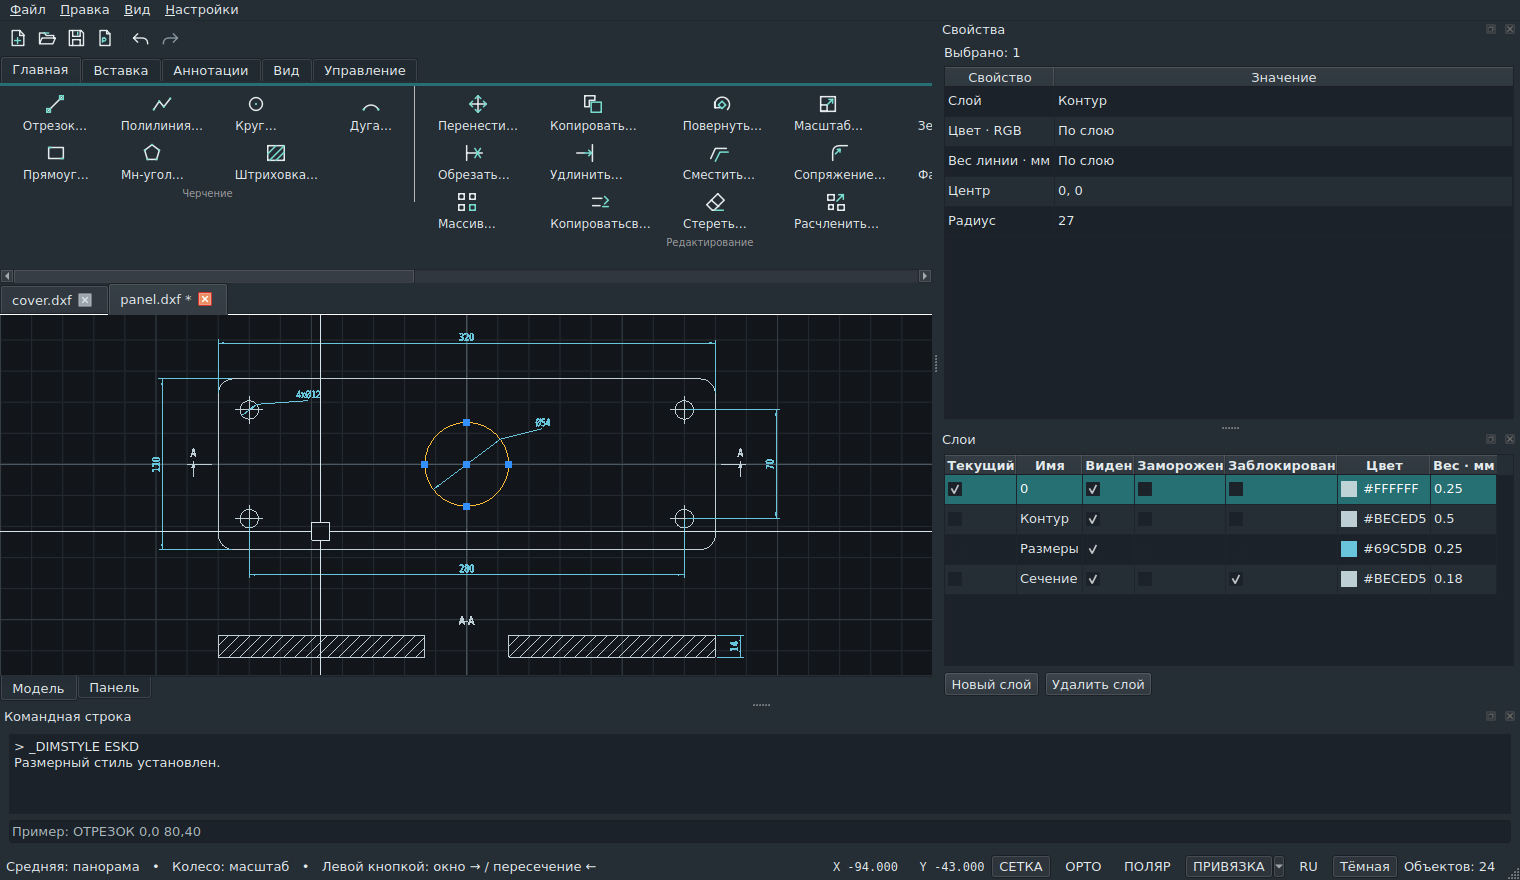 Файл Правка Вид Настройки
Главная Вставка Аннотации Вид Управление
Отрезок... Полилиния... Круг... Дуга... Перенести... Копировать... Повернуть... Масштаб... Зе
Прямоуг... Мн-угол... Штриховка... Обрезать... Удлинить... Сместить... Сопряжение... Фа
Черчение
Массив... Копироватьсв... Стереть... Расчленить...
Редактирование
cover.dxf panel.dxf *
320
4xØ12
Ø54
110
A
A
70
280
A-A
14
Модель Панель
Свойства
Выбрано: 1
Свойство Значение
Слой Контур
Цвет · RGB По слою
Вес линии · мм По слою
Центр 0, 0
Радиус 27
Слои
Текущий Имя Виден Заморожен Заблокирован Цвет Вес · мм
0 #FFFFFF 0.25
Контур #BECED5 0.5
Размеры #69C5DB 0.25
Сечение #BECED5 0.18
Новый слой Удалить слой
Командная строка
> _DIMSTYLE ESKD
Размерный стиль установлен.
Пример: ОТРЕЗОК 0,0 80,40
Средняя: панорама • Колесо: масштаб • Левой кнопкой: окно → / пересечение ← X -94.000 Y -43.000 СЕТКА ОРТО ПОЛЯР ПРИВЯЗКА RU Тёмная Объектов: 24